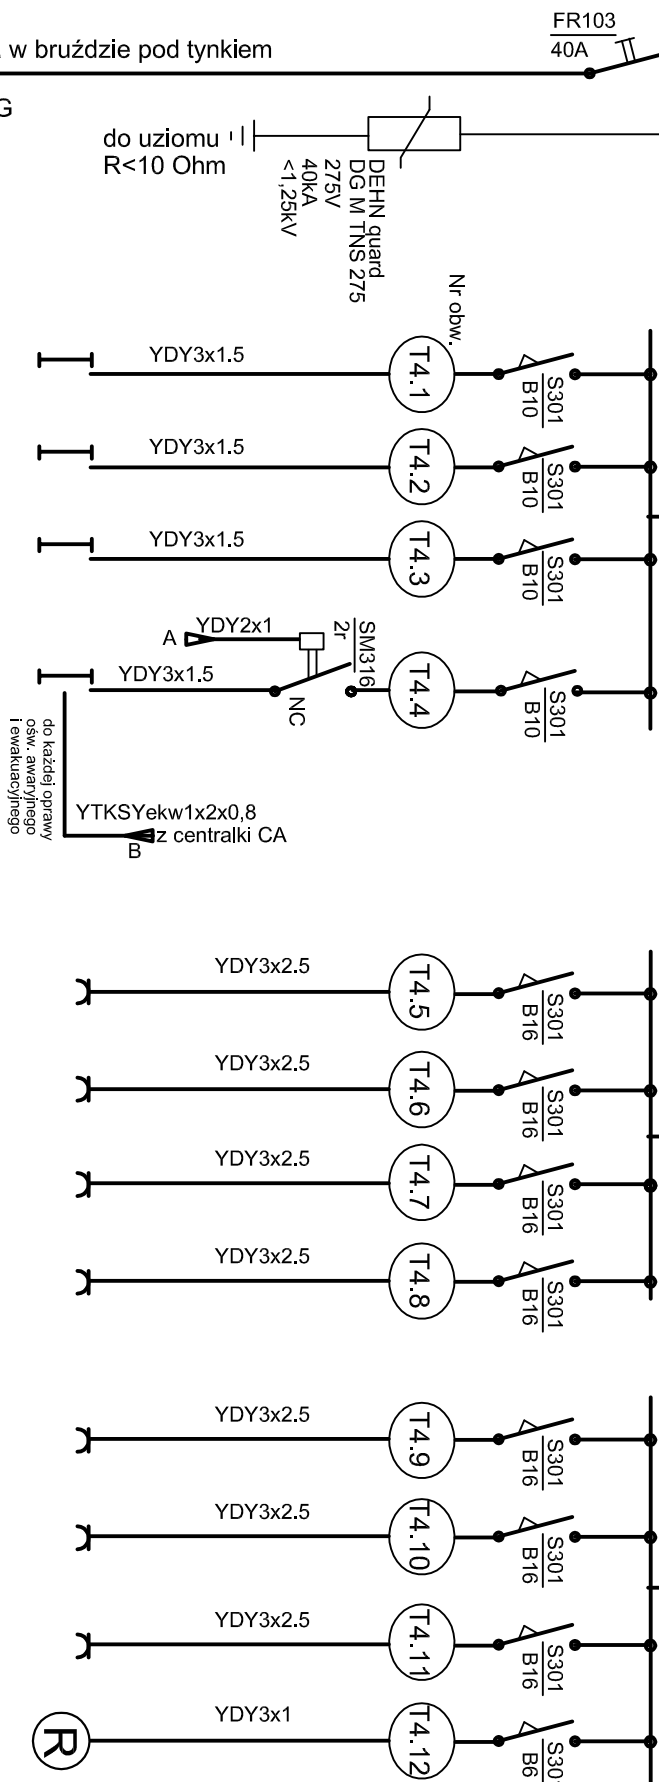 FR103
40A
w bruździe pod tynkiem
G
do uziomu
R<10 Ohm
DEHN quard
DG M TNS 275
275V
40kA
<1,25kV
Nr obw.
YDY3x1.5
T4.1
S301
B10
YDY3x1.5
T4.2
S301
B10
YDY3x1.5
T4.3
S301
B10
A
YDY2x1
SM316
2r
YDY3x1.5
NC
T4.4
S301
B10
do każdej oprawy
ośw. awaryjnego
i ewakuacyjnego
YTKSYekw1x2x0,8
B
z centralki CA
YDY3x2.5
T4.5
S301
B16
YDY3x2.5
T4.6
S301
B16
YDY3x2.5
T4.7
S301
B16
YDY3x2.5
T4.8
S301
B16
YDY3x2.5
T4.9
S301
B16
YDY3x2.5
T4.10
S301
B16
YDY3x2.5
T4.11
S301
B16
R
YDY3x1
T4.12
S301
B6